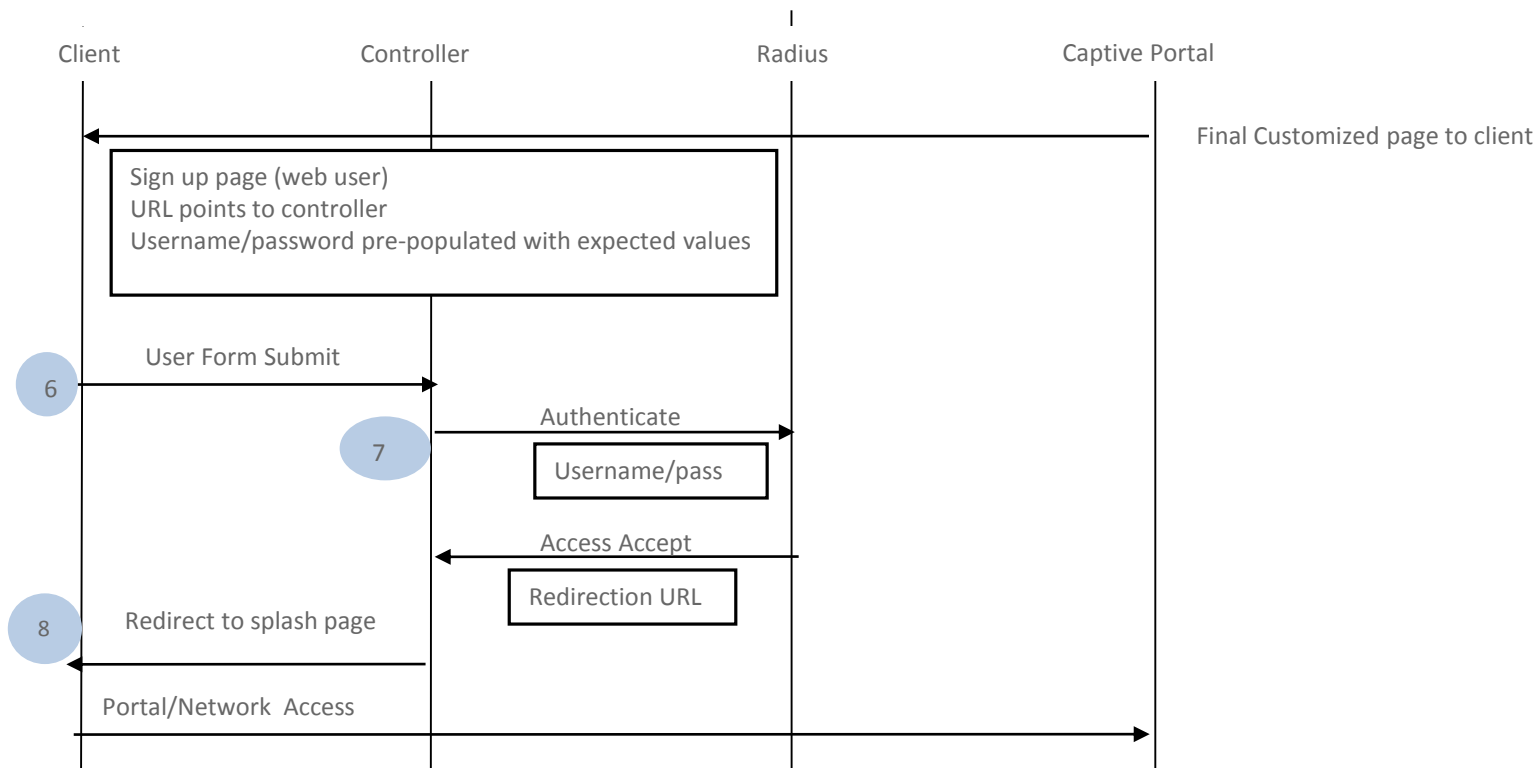 Client
Controller
Radius
Captive Portal
Final Customized page to client
Sign up page (web user)
URL points to controller
Username/password pre-populated with expected values
User Form Submit
6
Authenticate
7
Username/pass
Access Accept
Redirection URL
8
Redirect to splash page
Portal/Network  Access